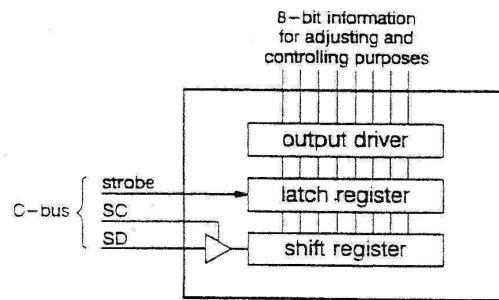 8-bit information
for adjusting and
controlling purposes
output driver
strobe
latch register
C-bus
SC
SD
shift register